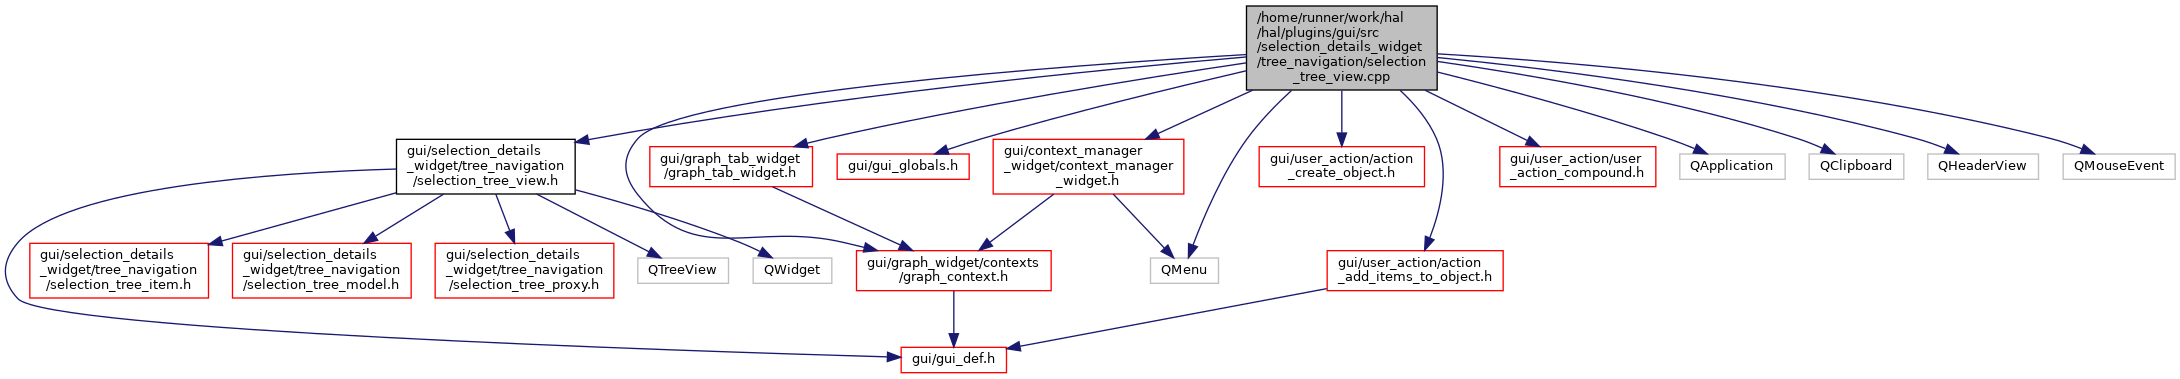 /home/runner/work/hal
/hal/plugins/gui/src
/selection_details_widget
/tree_navigation/selection
_tree_view.cpp
gui/selection_details
_widget/tree_navigation
/selection_tree_view.h
gui/graph_tab_widget
/graph_tab_widget.h
gui/gui_globals.h
gui/context_manager
_widget/context_manager
_widget.h
gui/user_action/action
_create_object.h
gui/user_action/user
_action_compound.h
QApplication
QClipboard
QHeaderView
QMouseEvent
gui/selection_details
_widget/tree_navigation
/selection_tree_item.h
gui/selection_details
_widget/tree_navigation
/selection_tree_model.h
gui/selection_details
_widget/tree_navigation
/selection_tree_proxy.h
QTreeView
QWidget
gui/graph_widget/contexts
/graph_context.h
QMenu
gui/user_action/action
_add_items_to_object.h
gui/gui_def.h